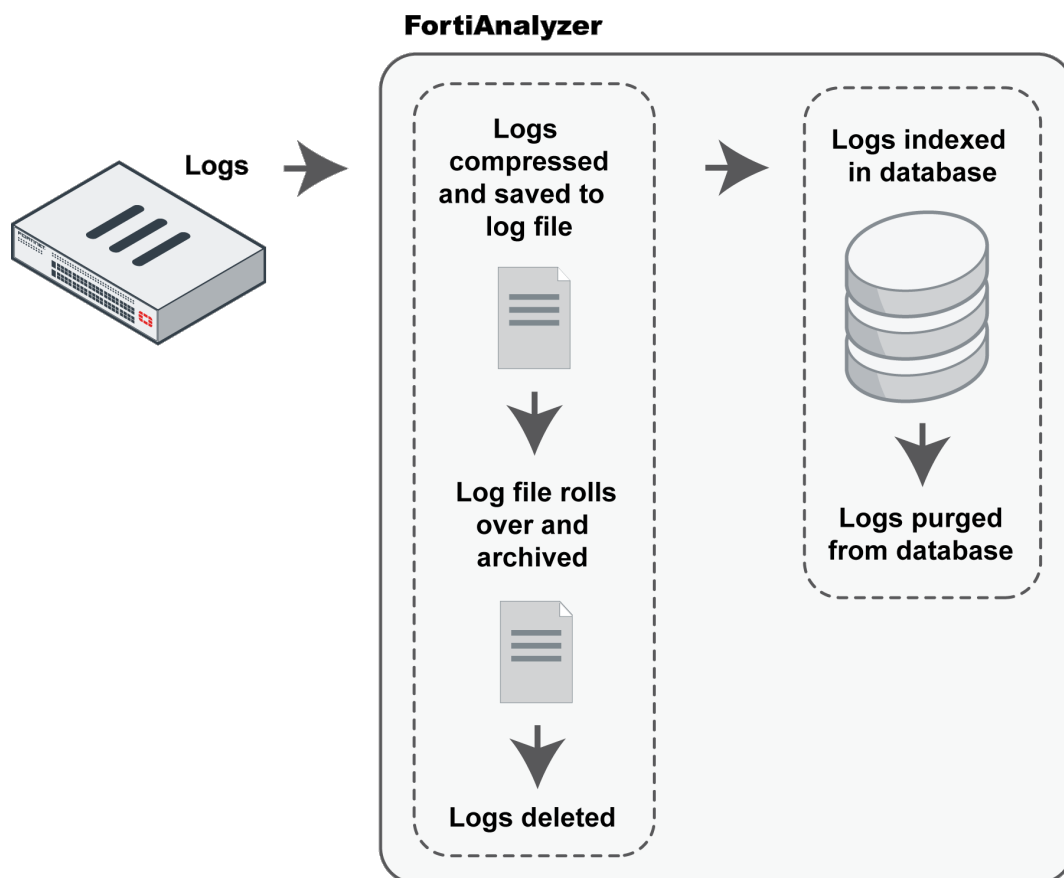 FortiAnalyzer
Logs
FORTINET
Logs
compressed
and saved to
log file
Log file rolls
over and
archived
Logs deleted
Logs indexed
in database
Logs purged
from database